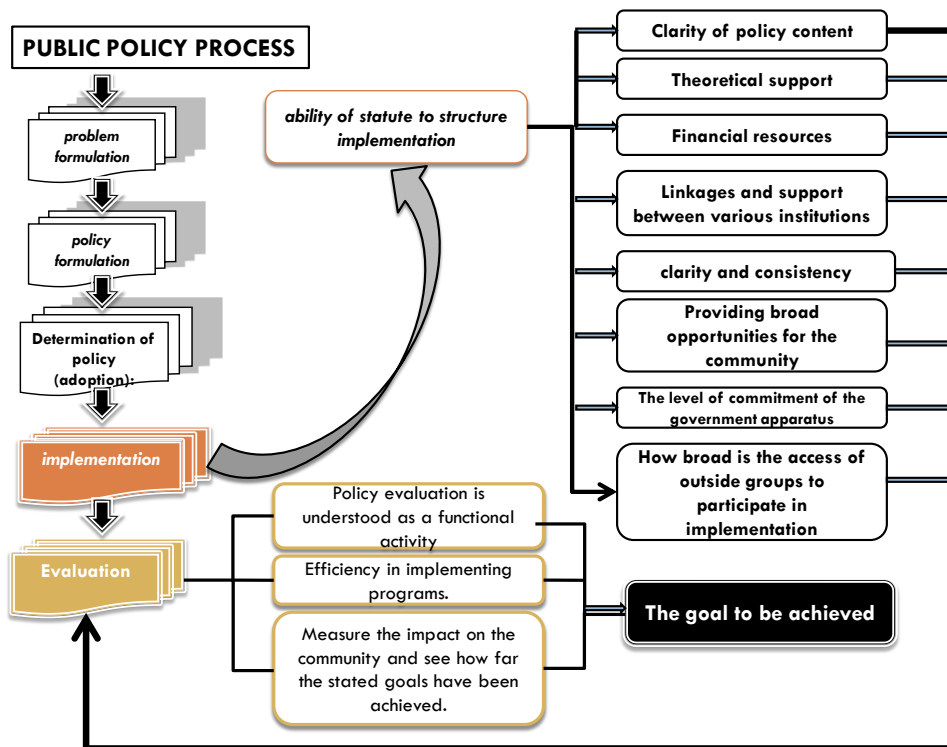 PUBLIC POLICY PROCESS
problem
formulation
policy
formulation
Determination of
policy
(adoption):
implementation
Evaluation
ability of statute to structure
implementation
Clarity of policy content
Theoretical support
Financial resources
Linkages and support
between various institutions
clarity and consistency
Providing broad
opportunities for the
community
The level of commitment of the
government apparatus
How broad is the access of
outside groups to
participate in
implementation
Policy evaluation is
understood as a functional
activity
Efficiency in implementing
programs.
Measure the impact on the
community and see how far
the stated goals have been
achieved.
The goal to be achieved